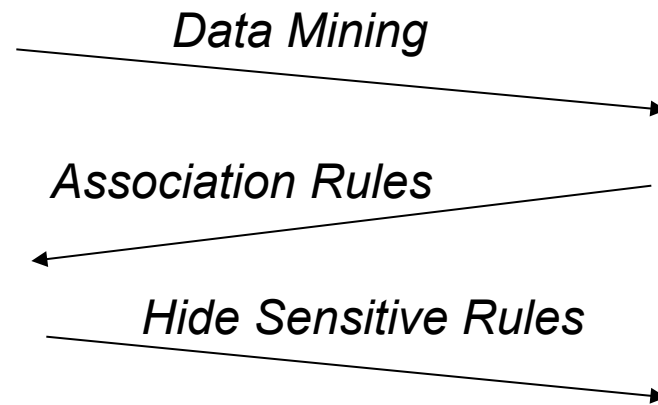 Data Mining
Association Rules
Hide Sensitive Rules